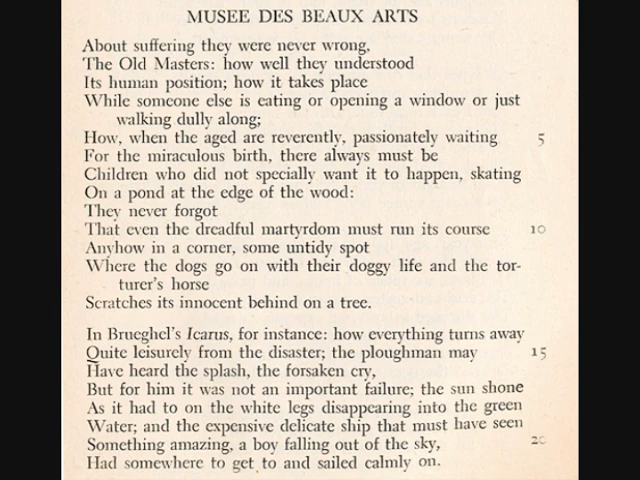 MUSEE DES BEAUX ARTS
About suffering they were never wrong,
The Old Masters: how well they understood
Its human position; how it takes place
While someone else is eating or opening a window or just
walking dully along;
How, when the aged are reverently, passionately waiting 5
For the miraculous birth, there always must be
Children who did not specially want it to happen, skating
On a pond at the edge of the wood:
They never forgot
That even the dreadful martyrdom must run its course 10
Anyhow in a corner, some untidy spot
Where the dogs go on with their doggy life and the tor-
turer's horse
Scratches its innocent behind on a tree.
In Brueghel's Icarus, for instance: how everything turns away
Quite leisurely from the disaster; the ploughman may 15
Have heard the splash, the forsaken cry,
But for him it was not an important failure; the sun shone
As it had to on the white legs disappearing into the green
Water; and the expensive delicate ship that must have seen
Something amazing, a boy falling out of the sky, 20
Had somewhere to get to and sailed calmly on.